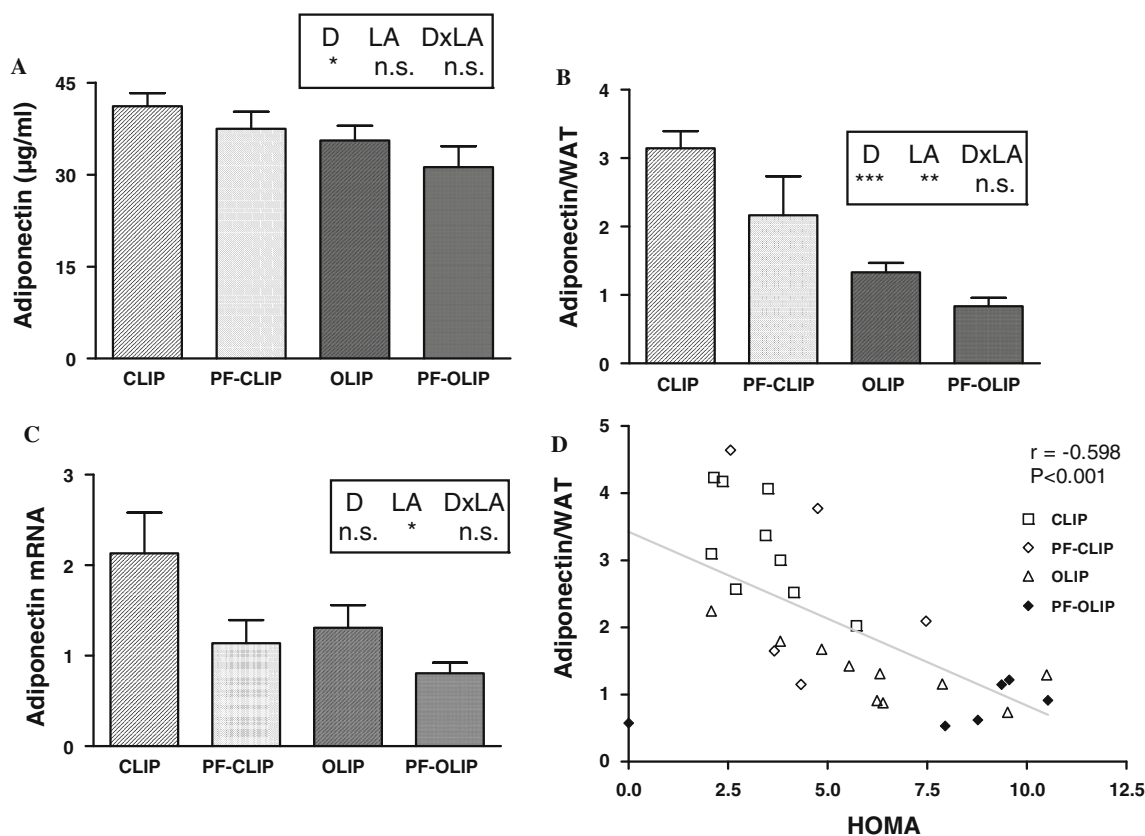 A
D LA DxLA
* n.s. n.s.
Adiponectin (µg/ml)
45
30
15
0
CLIP PF-CLIP OLIP PF-OLIP
B
D LA DxLA
*** ** n.s.
Adiponectin/WAT
4
3
2
1
0
CLIP PF-CLIP OLIP PF-OLIP
C
D LA DxLA
n.s. * n.s.
Adiponectin mRNA
3
2
1
0
CLIP PF-CLIP OLIP PF-OLIP
D
r = -0.598
P<0.001
CLIP
PF-CLIP
OLIP
PF-OLIP
Adiponectin/WAT
5
4
3
2
1
0
0.0 2.5 5.0 7.5 10.0 12.5
HOMA